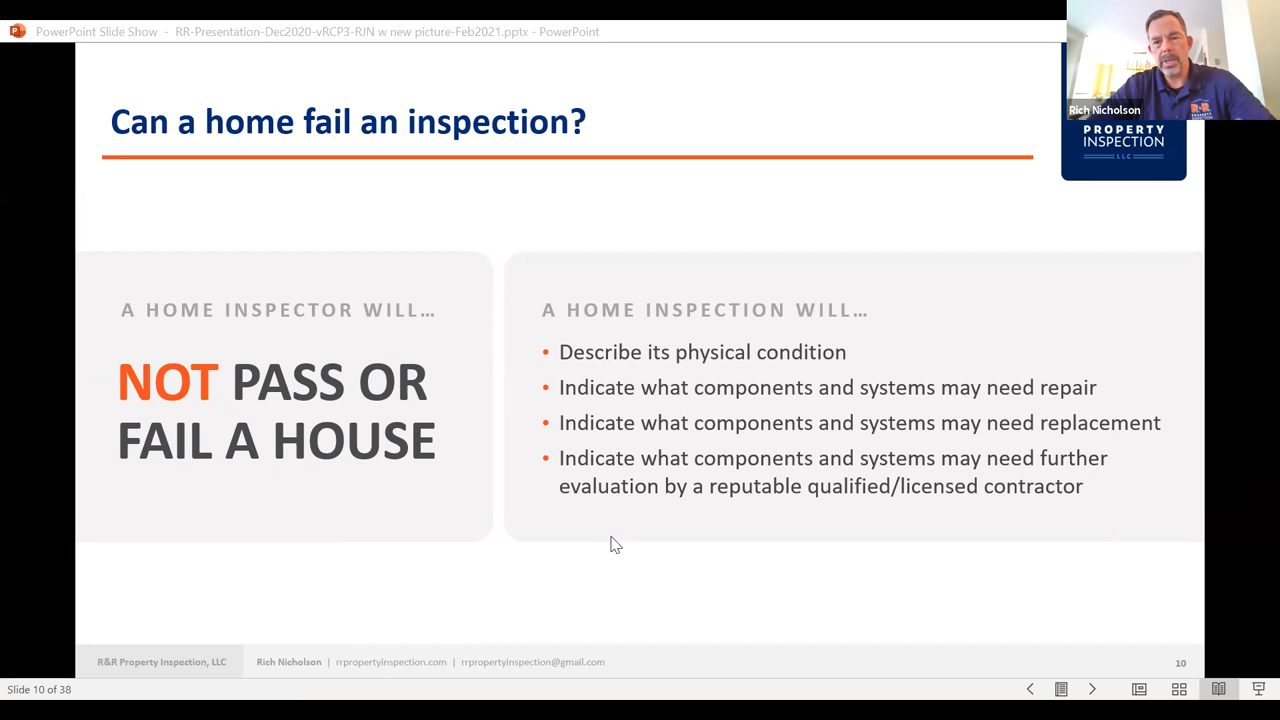 PowerPoint Slide Show - RR-Presentation-Dec2020-vRCP3-RJN w new picture-Feb2021.pptx - PowerPoint
Rich Nicholson
Can a home fail an inspection?
PROPERTY
INSPECTION
LLC
A HOME INSPECTOR WILL…
NOT PASS OR
FAIL A HOUSE
A HOME INSPECTION WILL…
• Describe its physical condition
• Indicate what components and systems may need repair
• Indicate what components and systems may need replacement
• Indicate what components and systems may need further
evaluation by a reputable qualified/licensed contractor
R&R Property Inspection, LLC
Rich Nicholson | rrpropertyinspection.com | rrpropertyinspection@gmail.com
10
Slide 10 of 38